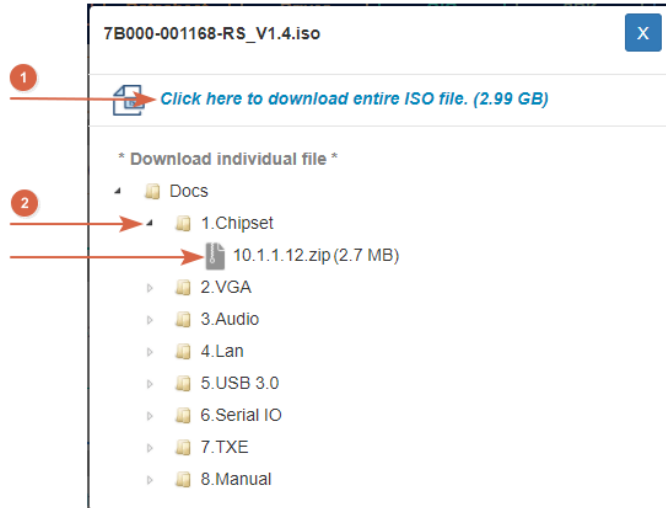 7B000-001168-RS_V1.4.iso
X
1
Click here to download entire ISO file. (2.99 GB)
* Download individual file *
Docs
2
1.Chipset
10.1.1.12.zip (2.7 MB)
2.VGA
3.Audio
4.Lan
5.USB 3.0
6.Serial IO
7.TXE
8.Manual